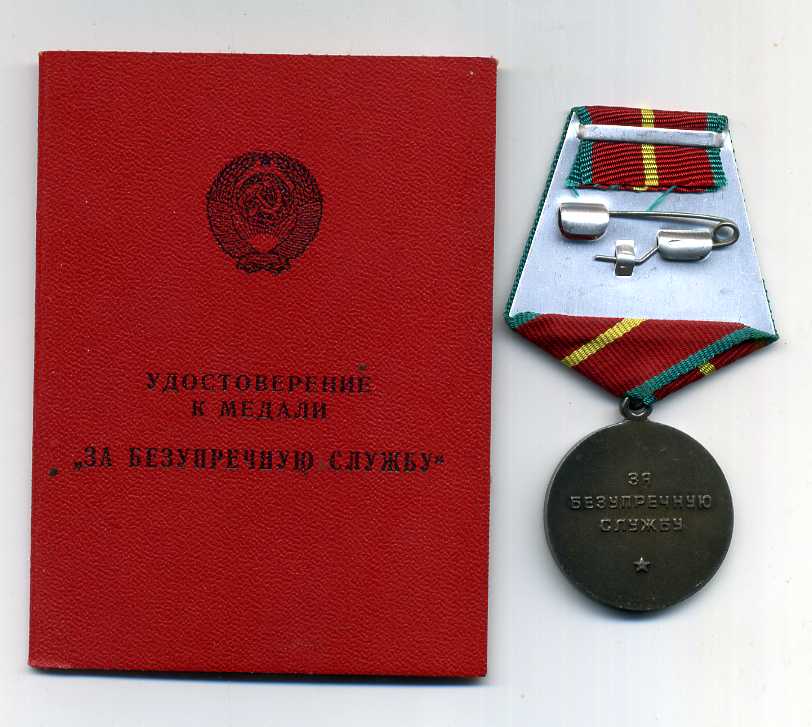 УДОСТОВЕРЕНИЕ
К МЕДАЛИ
„ЗА БЕЗУПРЕЧНУЮ СЛУЖБУ“
ЗА
БЕЗУПРЕЧНУЮ
СЛУЖБУ